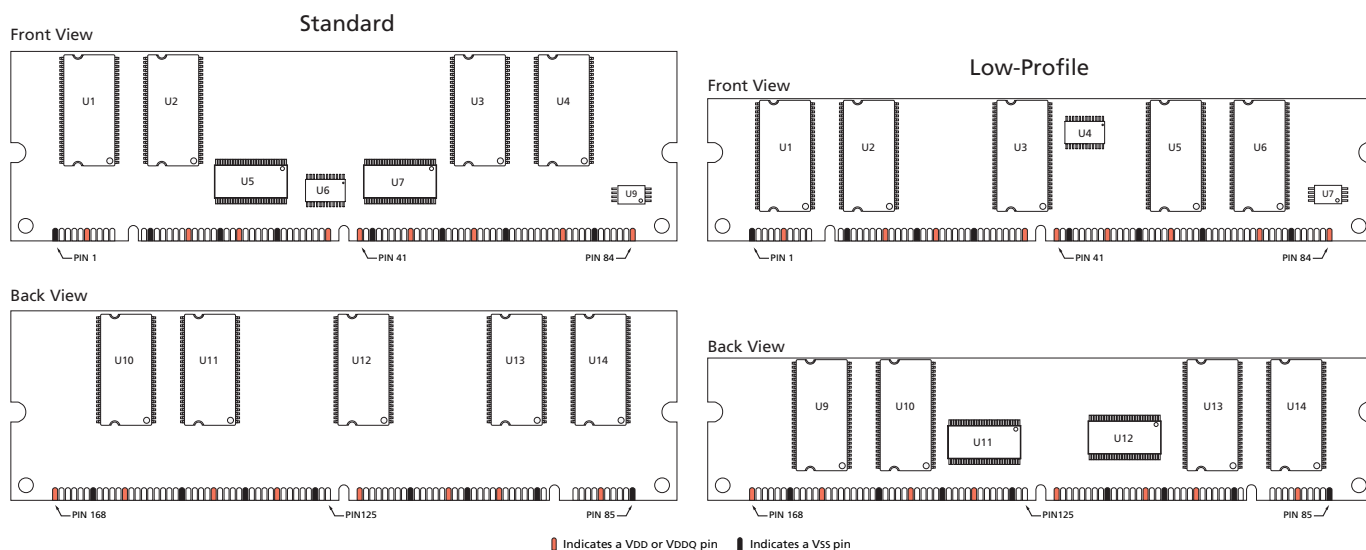 Standard
Front View
U1
U2
U3
U4
U5
U6
U7
U9
PIN 1
PIN 41
PIN 84
Back View
U10
U11
U12
U13
U14
PIN 168
PIN125
PIN 85
Low-Profile
Front View
U1
U2
U3
U4
U5
U6
U7
PIN 1
PIN 41
PIN 84
Back View
U9
U10
U11
U12
U13
U14
PIN 168
PIN125
PIN 85
Indicates a VDD or VDDQ pin
Indicates a VSS pin